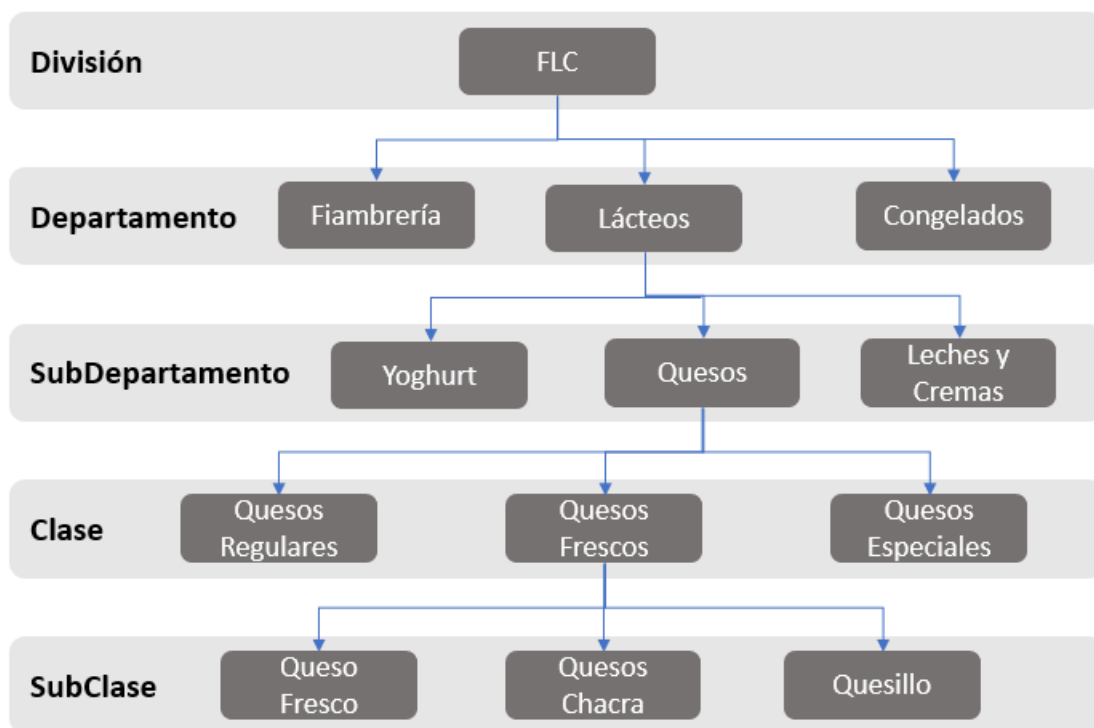 División
FLC
Departamento
Fiambrería
Lácteos
Congelados
SubDepartamento
Yoghurt
Quesos
Leches y
Cremas
Clase
Quesos
Regulares
Quesos
Frescos
Quesos
Especiales
SubClase
Queso
Fresco
Quesos
Chacra
Quesillo